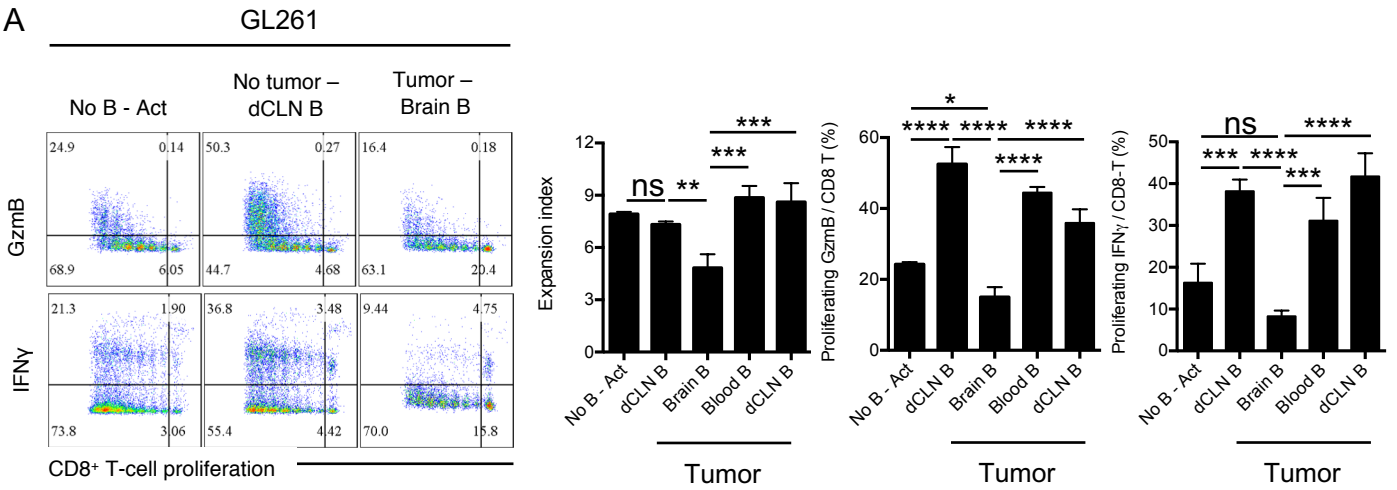 A
GL261
No B - Act
No tumor –
dCLN B
Tumor –
Brain B
24.9 0.14
68.9 6.05
50.3 0.27
44.7 4.68
16.4 0.18
63.1 20.4
GzmB
21.3 1.90
73.8 3.06
36.8 3.48
55.4 4.42
9.44 4.75
70.0 15.8
IFNγ
CD8+ T-cell proliferation
Expansion index
12
9
6
3
0
ns
**
***
***
No B - Act
dCLN B
Brain B
Blood B
dCLN B
Tumor
Proliferating GzmB / CD8 T (%)
60
40
20
0
*
****
****
****
****
No B - Act
dCLN B
Brain B
Blood B
dCLN B
Tumor
Proliferating IFNγ / CD8-T (%)
50
40
30
20
10
0
ns
****
***
****
***
No B - Act
dCLN B
Brain B
Blood B
dCLN B
Tumor